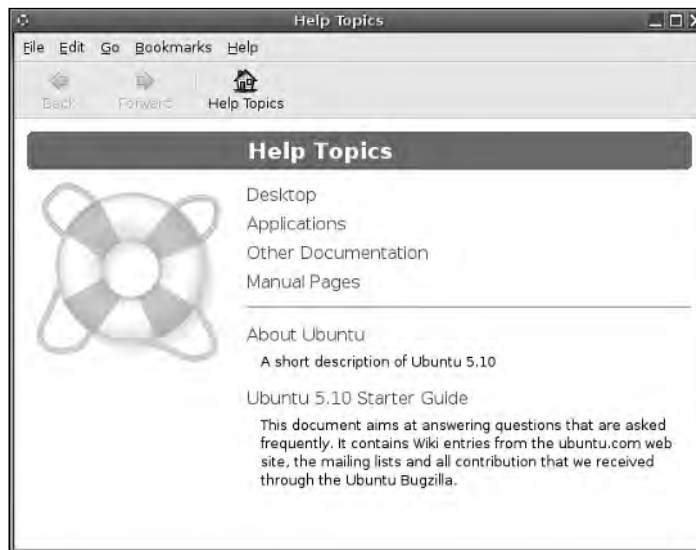 Help Topics
File Edit Go Bookmarks Help
Back Forward Help Topics
Help Topics
Desktop
Applications
Other Documentation
Manual Pages
About Ubuntu
A short description of Ubuntu 5.10
Ubuntu 5.10 Starter Guide
This document aims at answering questions that are asked
frequently. It contains Wiki entries from the ubuntu.com web
site, the mailing lists and all contribution that we received
through the Ubuntu Bugzilla.